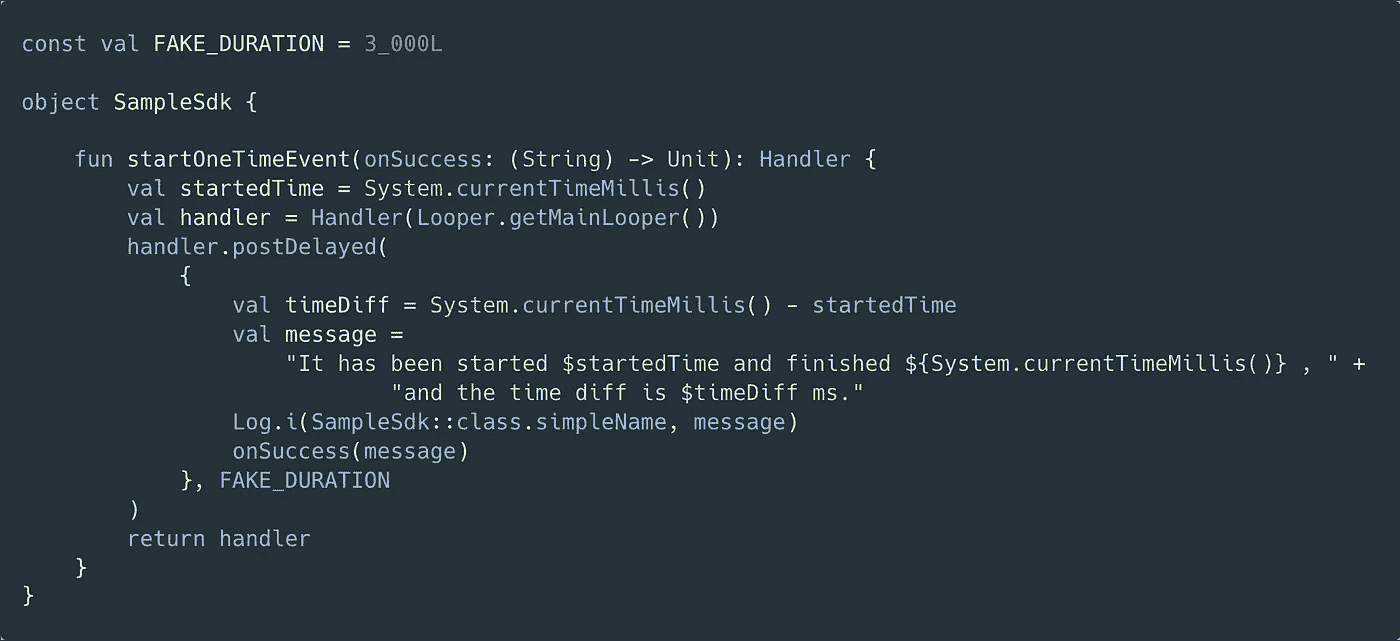 const val FAKE_DURATION = 3_000L
object SampleSdk {
fun startOneTimeEvent(onSuccess: (String) -> Unit): Handler {
val startedTime = System.currentTimeMillis()
val handler = Handler(Looper.getMainLooper())
handler.postDelayed(
{
val timeDiff = System.currentTimeMillis() - startedTime
val message =
"It has been started $startedTime and finished ${System.currentTimeMillis()} , " +
"and the time diff is $timeDiff ms."
Log.i(SampleSdk::class.simpleName, message)
onSuccess(message)
}, FAKE_DURATION
)
return handler
}
}